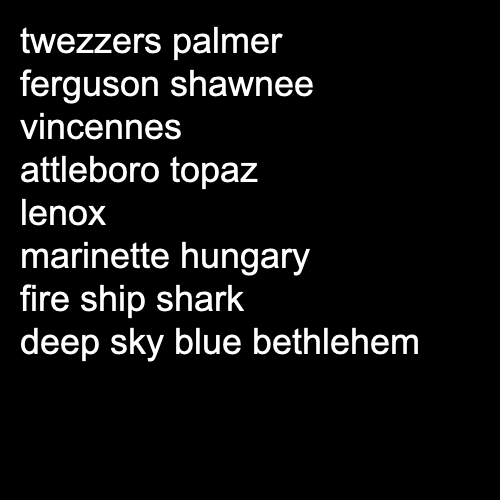 twezzers palmer
ferguson shawnee
vincennes
attleboro topaz
lenox
marinette hungary
fire ship shark
deep sky blue bethlehem